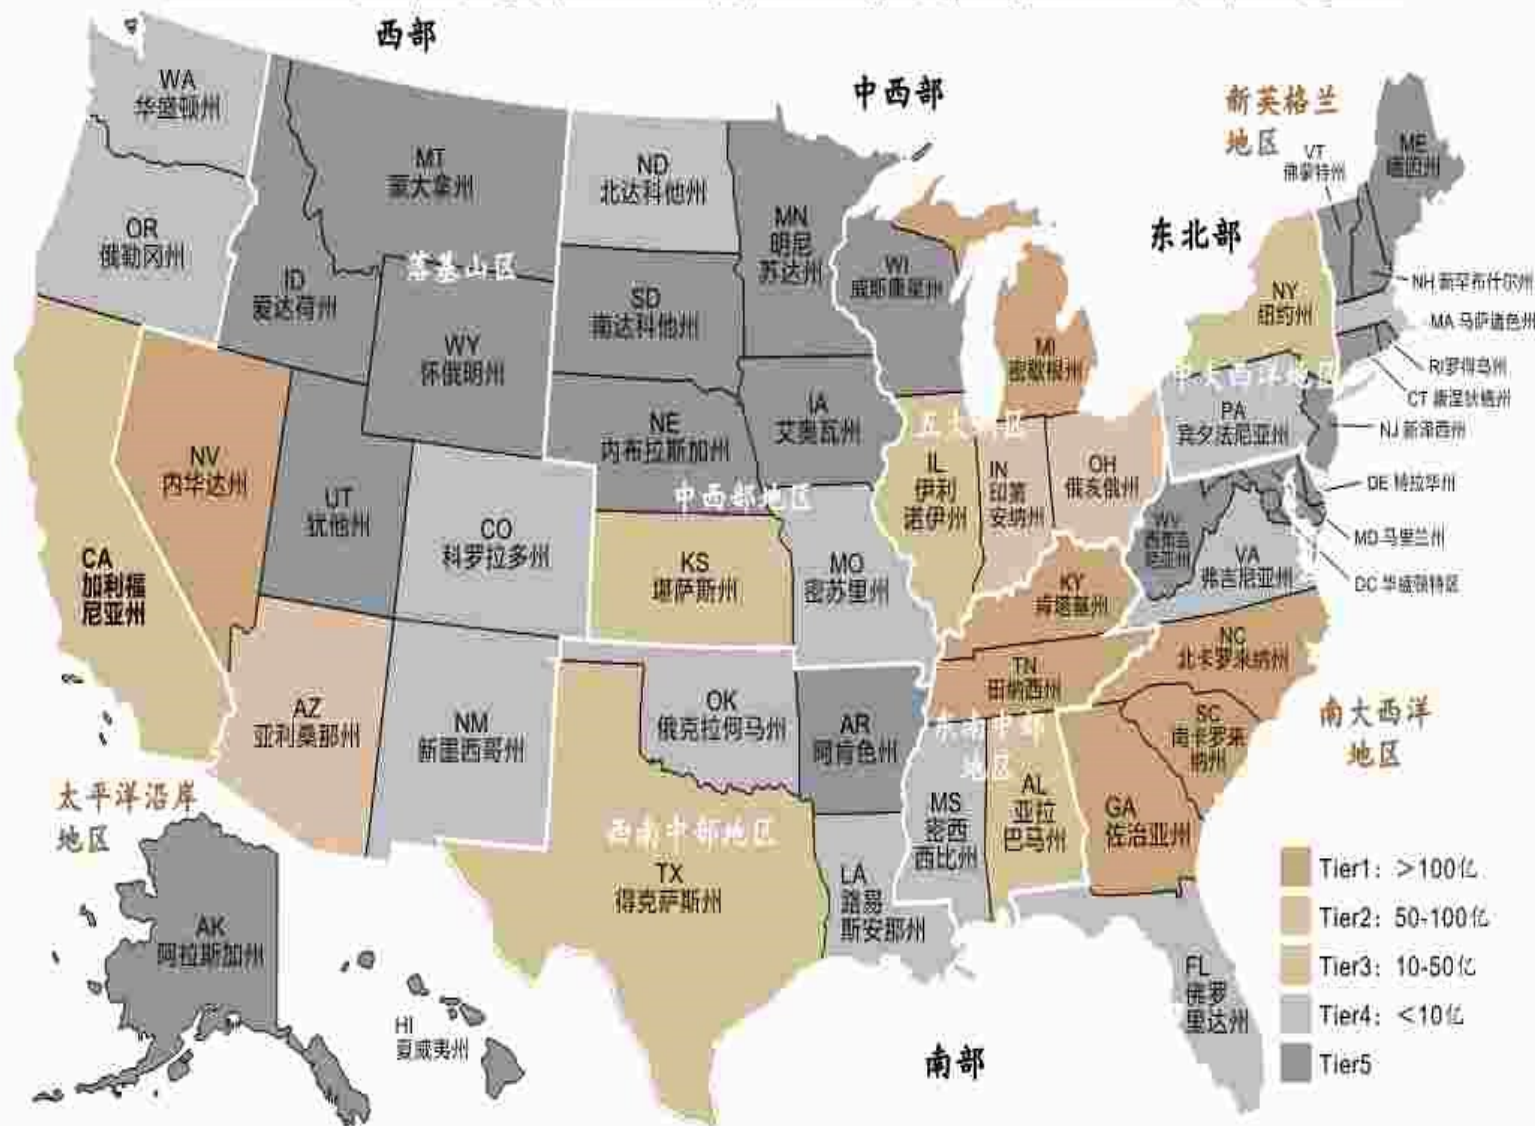 西部
中西部
新英格兰
地区
东北部
WA
华盛顿州
OR
俄勒冈州
MT
蒙大拿州
ID
爱达荷州
落基山区
WY
怀俄明州
ND
北达科他州
SD
南达科他州
NE
内布拉斯加州
中西部地区
MN
明尼
苏达州
WI
威斯康星州
IA
艾奥瓦州
MI
密歇根州
VT
佛蒙特州
ME
缅因州
NH 新罕布什尔州
MA 马萨诸色州
RI罗得岛州
CT 康涅狄格州
NJ 新泽西州
NY
纽约州
PA
宾夕法尼亚州
DE 特拉华州
MD 马里兰州
DC 华盛顿特区
CA
加利福
尼亚州
NV
内华达州
UT
犹他州
CO
科罗拉多州
KS
堪萨斯州
MO
密苏里州
IL
伊利
诺伊州
IN
印第
安纳州
OH
俄亥俄州
WV
VA
弗吉尼亚州
KY
肯塔基州
TN
田纳西州
NC
北卡罗来纳州
SC
南卡罗来
纳州
南大西洋
地区
AZ
亚利桑那州
NM
新墨西哥州
OK
俄克拉何马州
AR
阿肯色州
东南中部
地区
MS
密西
西比州
AL
亚拉
巴马州
GA
佐治亚州
太平洋沿岸
地区
西南中部地区
TX
得克萨斯州
LA
路易
斯安那州
FL
佛罗
里达州
AK
阿拉斯加州
HI
夏威夷州
南部
Tier1：>100亿
Tier2：50-100亿
Tier3：10-50亿
Tier4：<10亿
Tier5